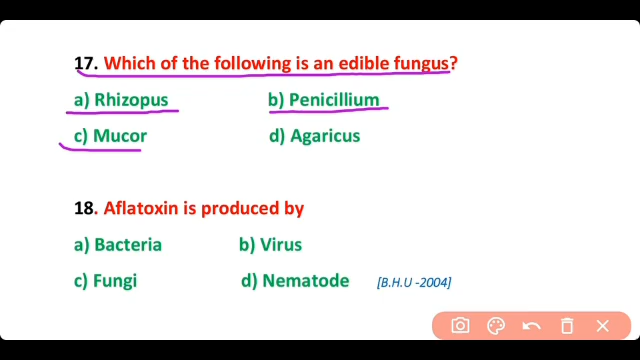 17. Which of the following is an edible fungus?
a) Rhizopus b) Penicillium
c) Mucor d) Agaricus
18. Aflatoxin is produced by
a) Bacteria b) Virus
c) Fungi d) Nematode [B.H.U -2004]